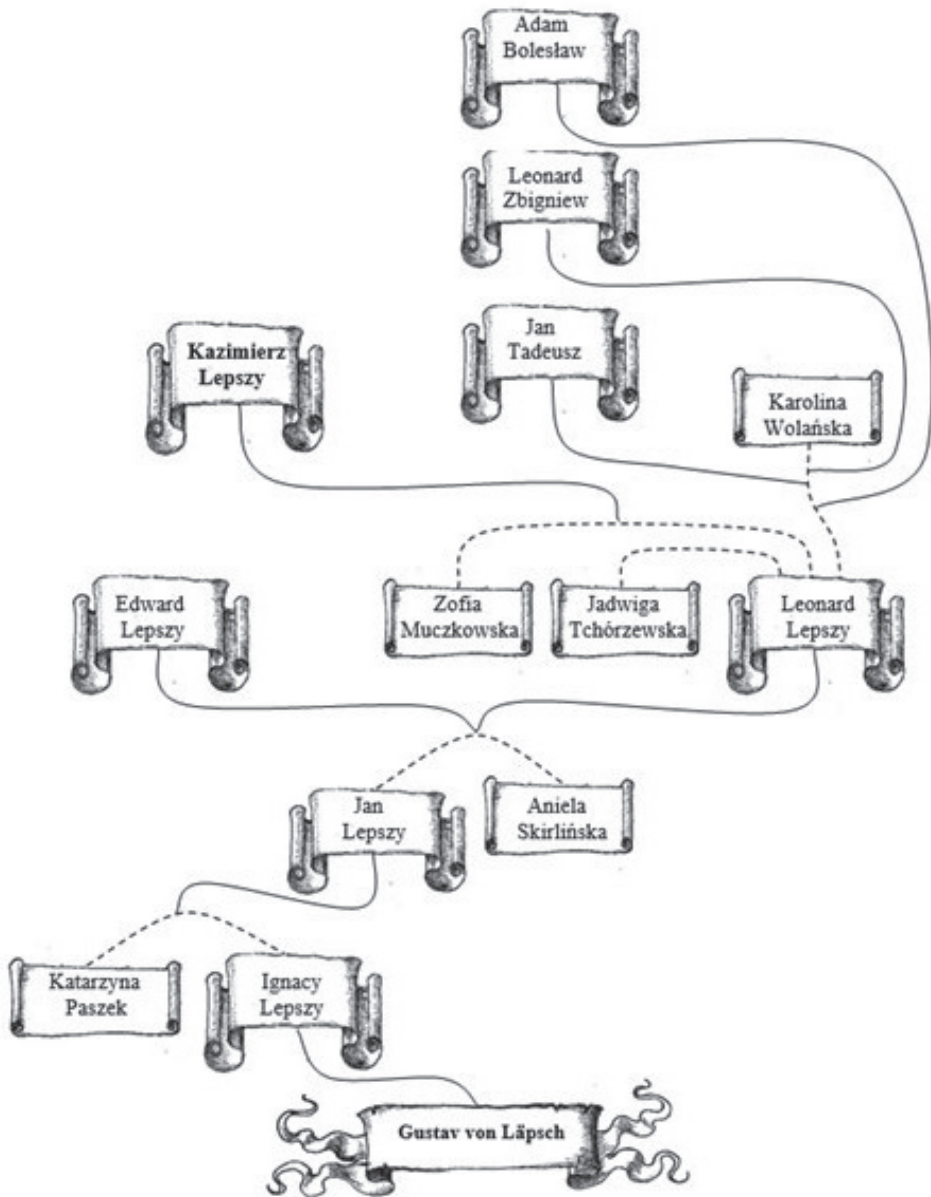 Adam
Bolesław
Leonard
Zbigniew
Kazimierz
Lepszy
Jan
Tadeusz
Karolina
Wolańska
Edward
Lepszy
Zofia
Muczkowska
Jadwiga
Tchórzewska
Leonard
Lepszy
Jan
Lepszy
Aniela
Skirlińska
Katarzyna
Paszek
Ignacy
Lepszy
Gustav von Läpsch